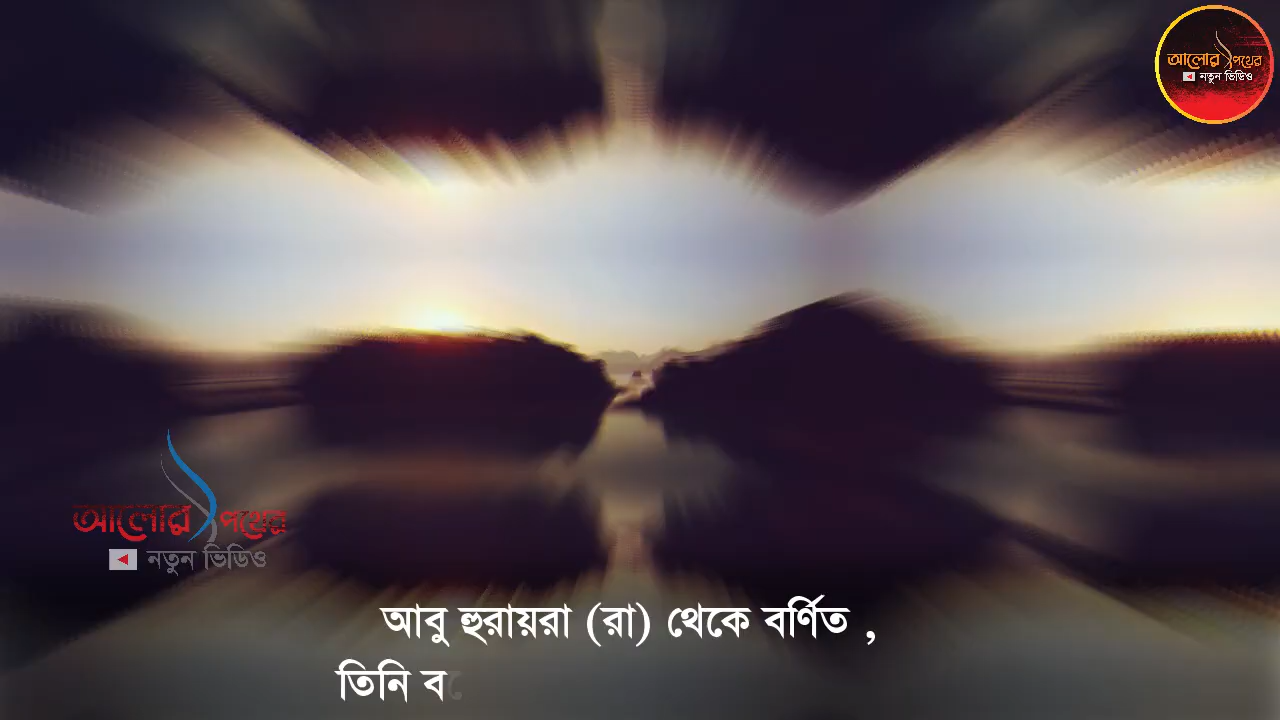 আলোর পথের
নতুন ভিডিও
আলোর পথের
নতুন ভিডিও
আবু হুরায়রা (রা) থেকে বর্ণিত ,
তিনি ব